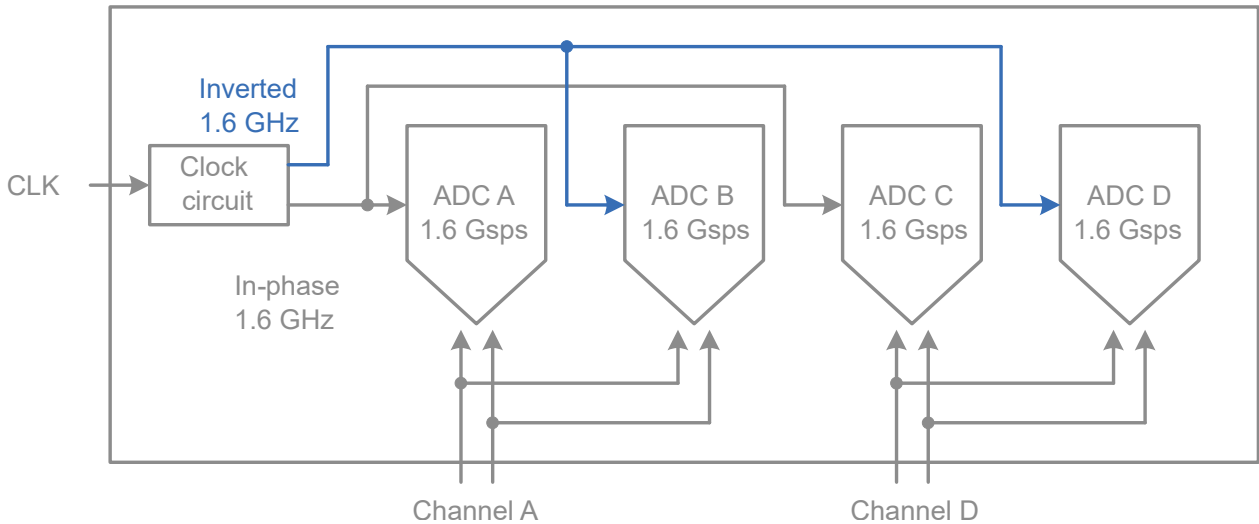 Inverted
1.6 GHz
CLK
Clock
circuit
ADC A
1.6 Gsps
ADC B
1.6 Gsps
ADC C
1.6 Gsps
ADC D
1.6 Gsps
In-phase
1.6 GHz
Channel A
Channel D